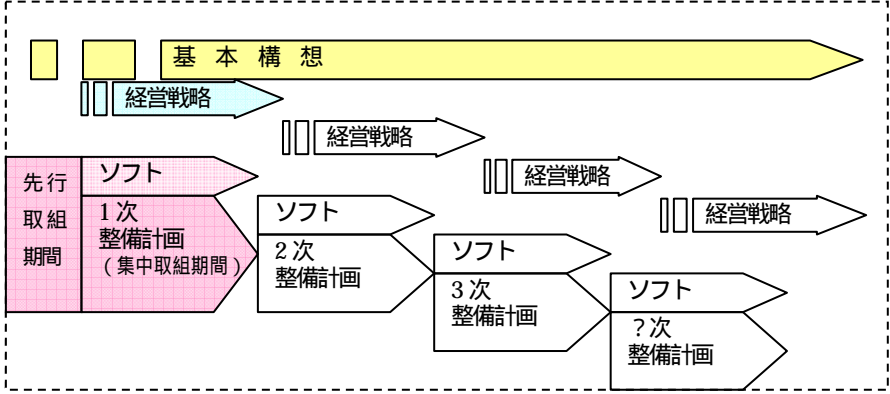 基本構想
経営戦略
経営戦略
経営戦略
経営戦略
先行
取組
期間
ソフト
1次
整備計画
（集中取組期間）
ソフト
2次
整備計画
ソフト
3次
整備計画
ソフト
？次
整備計画